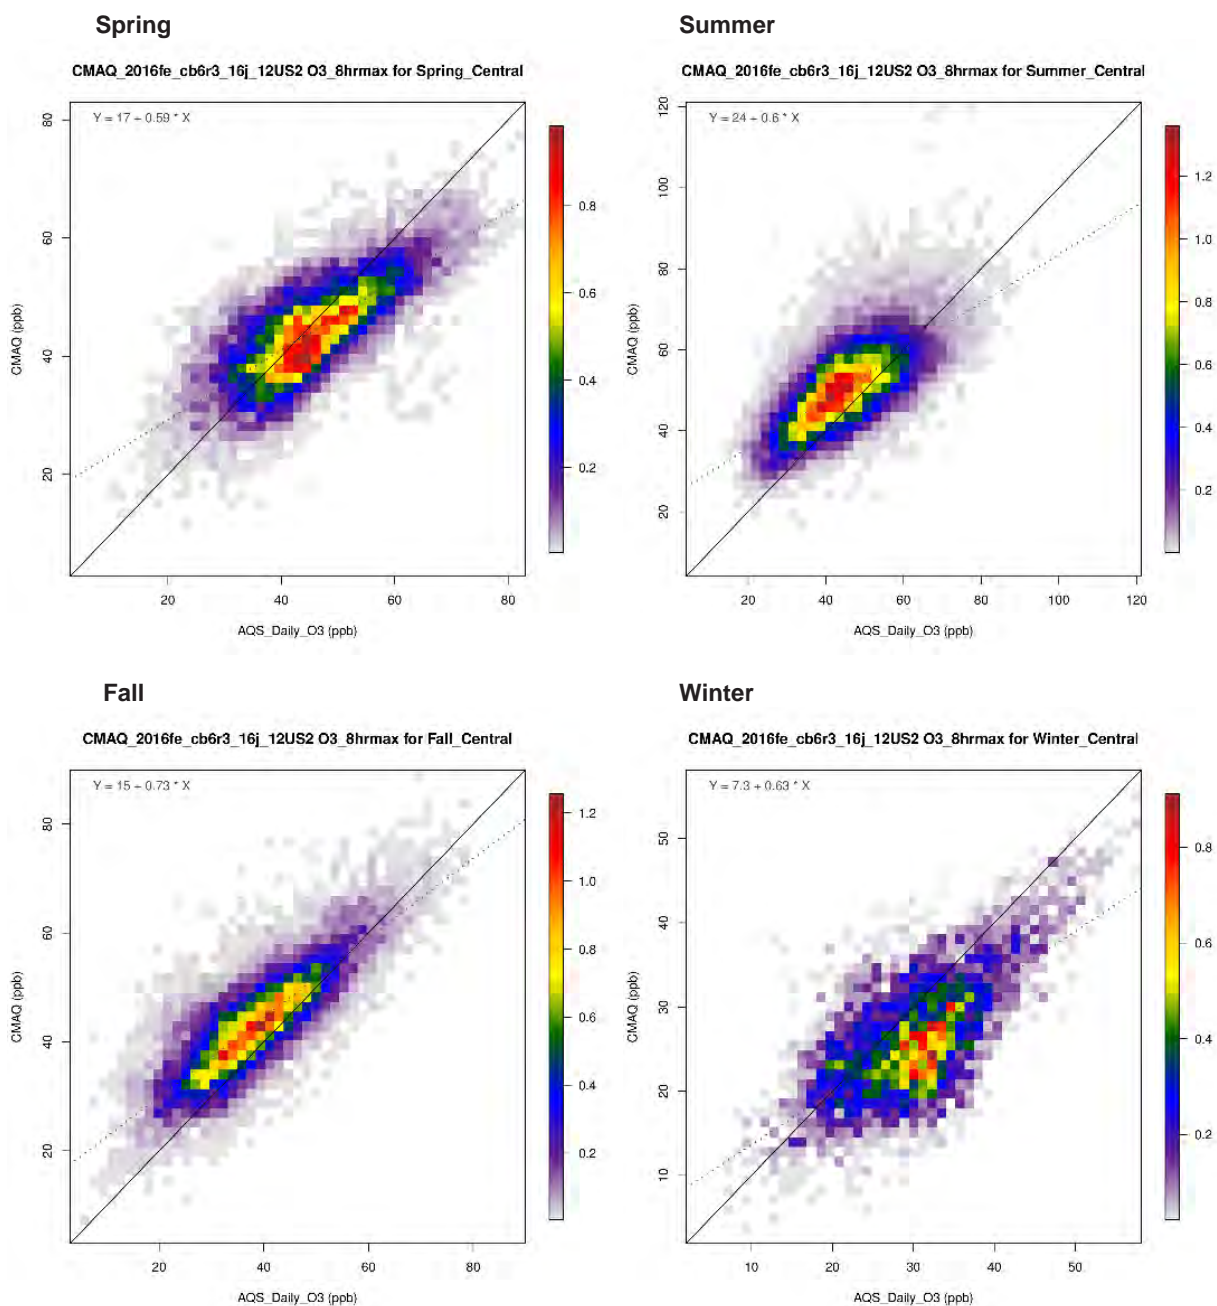 Spring
CMAQ_2016fe_cb6r3_16j_12US2 O3_8hrmax for Spring_Central
Y = 17 + 0.59 * X
80
60
40
20
CMAQ (ppb)
20 40 60 80
AQS_Daily_O3 (ppb)
0.8
0.6
0.4
0.2
Summer
CMAQ_2016fe_cb6r3_16j_12US2 O3_8hrmax for Summer_Central
Y = 24 + 0.6 * X
120
100
80
60
40
20
CMAQ (ppb)
20 40 60 80 100 120
AQS_Daily_O3 (ppb)
1.2
1.0
0.8
0.6
0.4
0.2
Fall
CMAQ_2016fe_cb6r3_16j_12US2 O3_8hrmax for Fall_Central
Y = 15 + 0.73 * X
80
60
40
20
CMAQ (ppb)
20 40 60 80
AQS_Daily_O3 (ppb)
1.2
1.0
0.8
0.6
0.4
0.2
Winter
CMAQ_2016fe_cb6r3_16j_12US2 O3_8hrmax for Winter_Central
Y = 7.3 + 0.63 * X
50
40
30
20
10
CMAQ (ppb)
10 20 30 40 50
AQS_Daily_O3 (ppb)
0.8
0.6
0.4
0.2